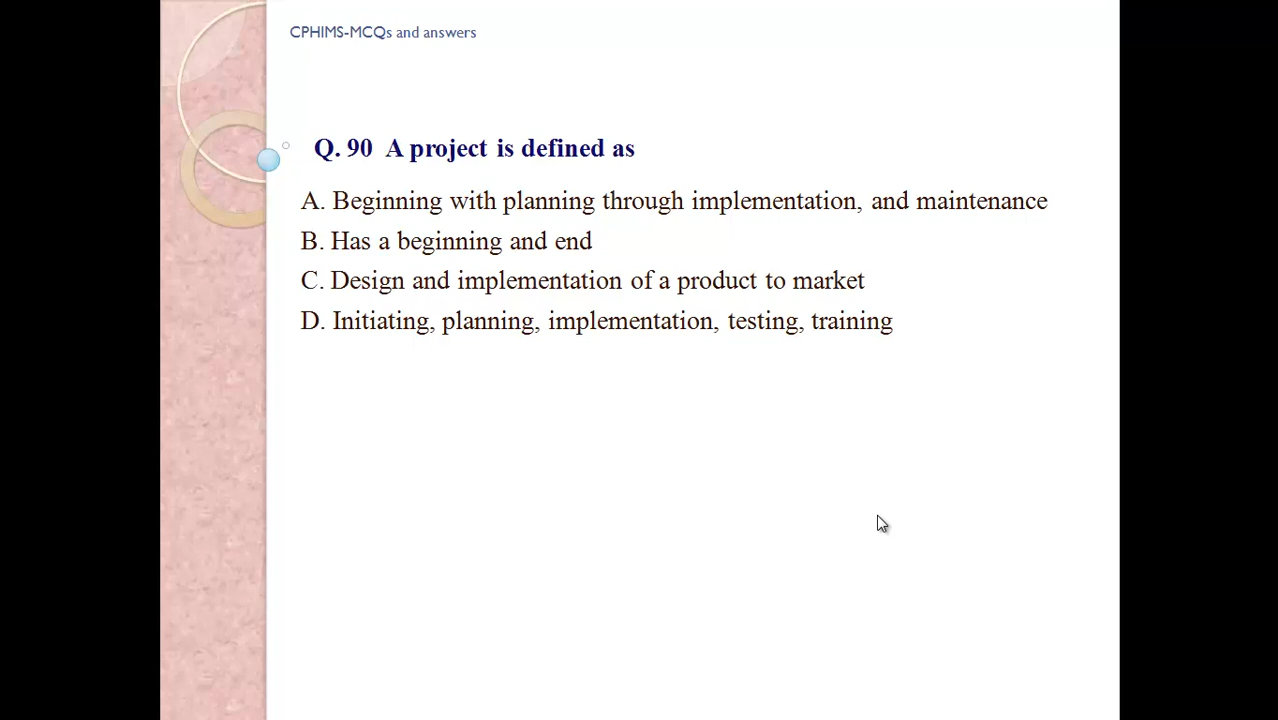 CPHIMS-MCQs and answers
Q. 90 A project is defined as
A. Beginning with planning through implementation, and maintenance
B. Has a beginning and end
C. Design and implementation of a product to market
D. Initiating, planning, implementation, testing, training